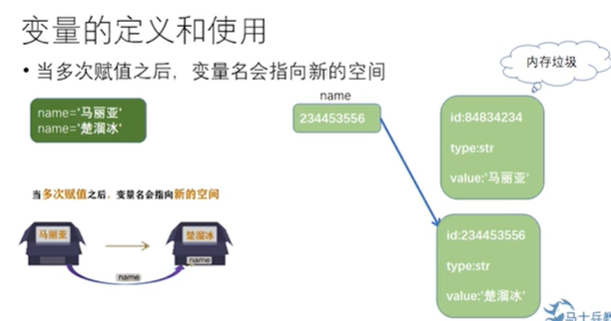 变量的定义和使用
• 当多次赋值之后，变量名会指向新的空间
name='马丽亚'
name='楚溜冰'
name
234453556
内存垃圾
id:84834234
type:str
value:'马丽亚'
id:234453556
type:str
value:'楚溜冰'
当多次赋值之后，变量名会指向新的空间
马丽亚
楚溜冰
name
name
马士兵教